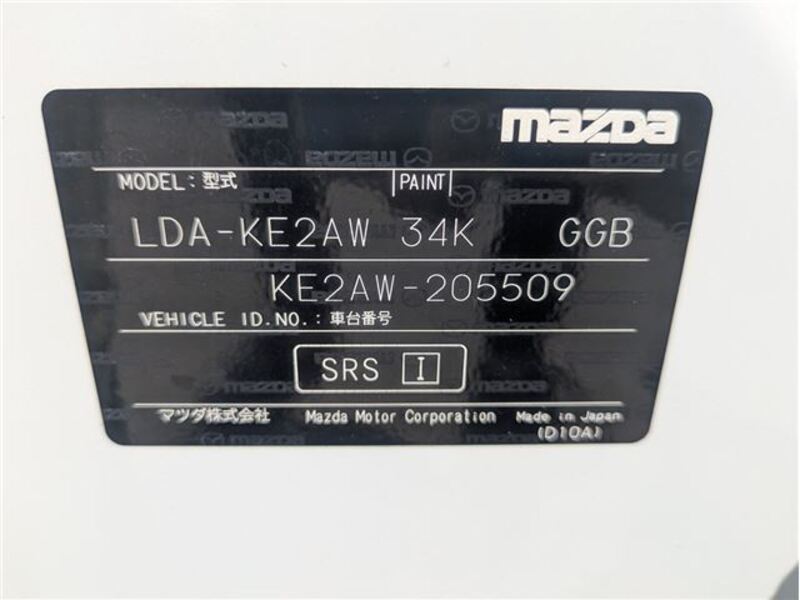 mazda
MODEL : 型式 PAINT
LDA-KE2AW 34K GGB
KE2AW-205509
VEHICLE ID.NO. : 車台番号
SRS I
マツダ株式会社 Mazda Motor Corporation Made in Japan
(D10A)